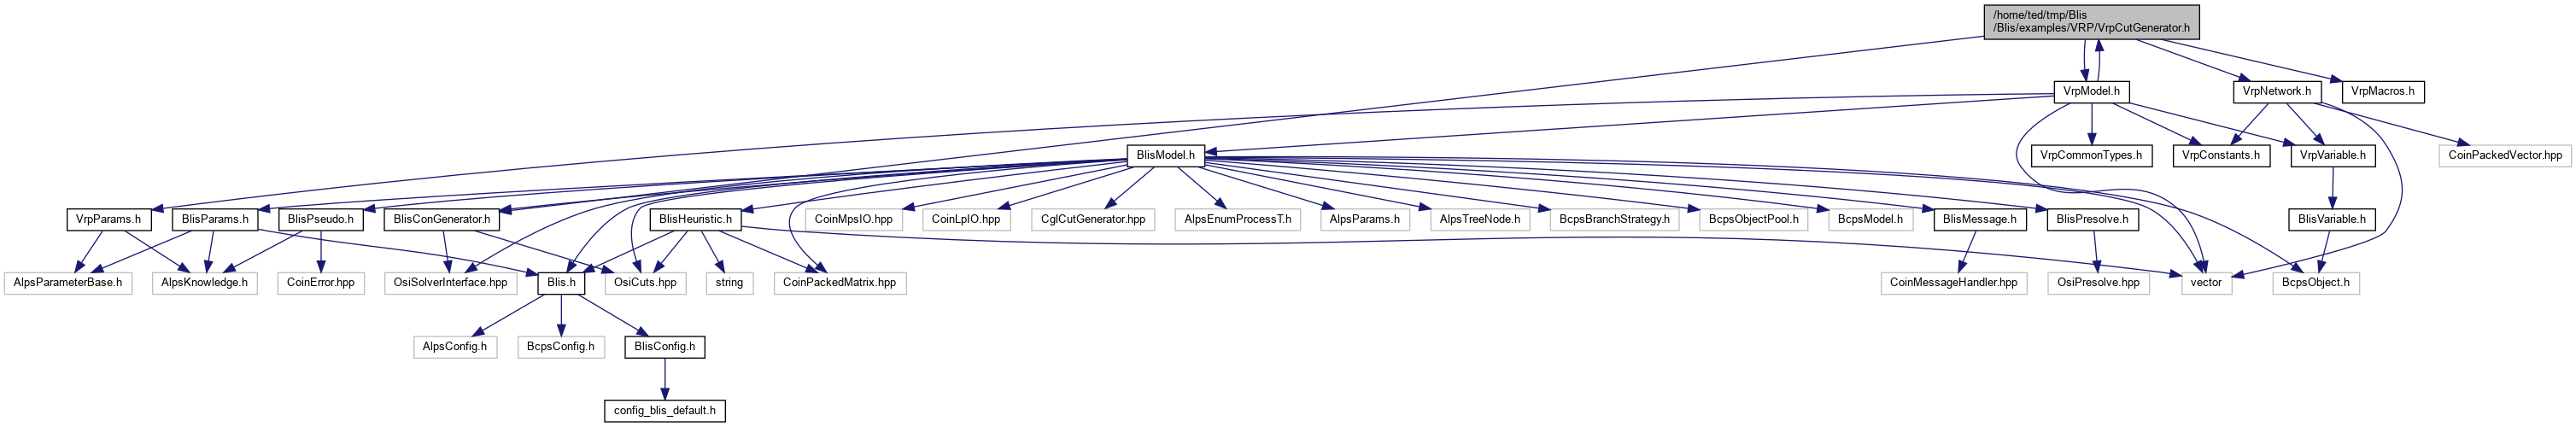 /home/ted/tmp/Blis
/Blis/examples/VRP/VrpCutGenerator.h
VrpModel.h
VrpNetwork.h
VrpMacros.h
BlisModel.h
VrpCommonTypes.h
VrpConstants.h
VrpVariable.h
CoinPackedVector.hpp
VrpParams.h
BlisParams.h
BlisPseudo.h
BlisConGenerator.h
BlisHeuristic.h
CoinMpsIO.hpp
CoinLpIO.hpp
CglCutGenerator.hpp
AlpsEnumProcessT.h
AlpsParams.h
AlpsTreeNode.h
BcpsBranchStrategy.h
BcpsObjectPool.h
BcpsModel.h
BlisMessage.h
BlisPresolve.h
BlisVariable.h
AlpsParameterBase.h
AlpsKnowledge.h
CoinError.hpp
OsiSolverInterface.hpp
Blis.h
OsiCuts.hpp
string
CoinPackedMatrix.hpp
CoinMessageHandler.hpp
OsiPresolve.hpp
vector
BcpsObject.h
AlpsConfig.h
BcpsConfig.h
BlisConfig.h
config_blis_default.h